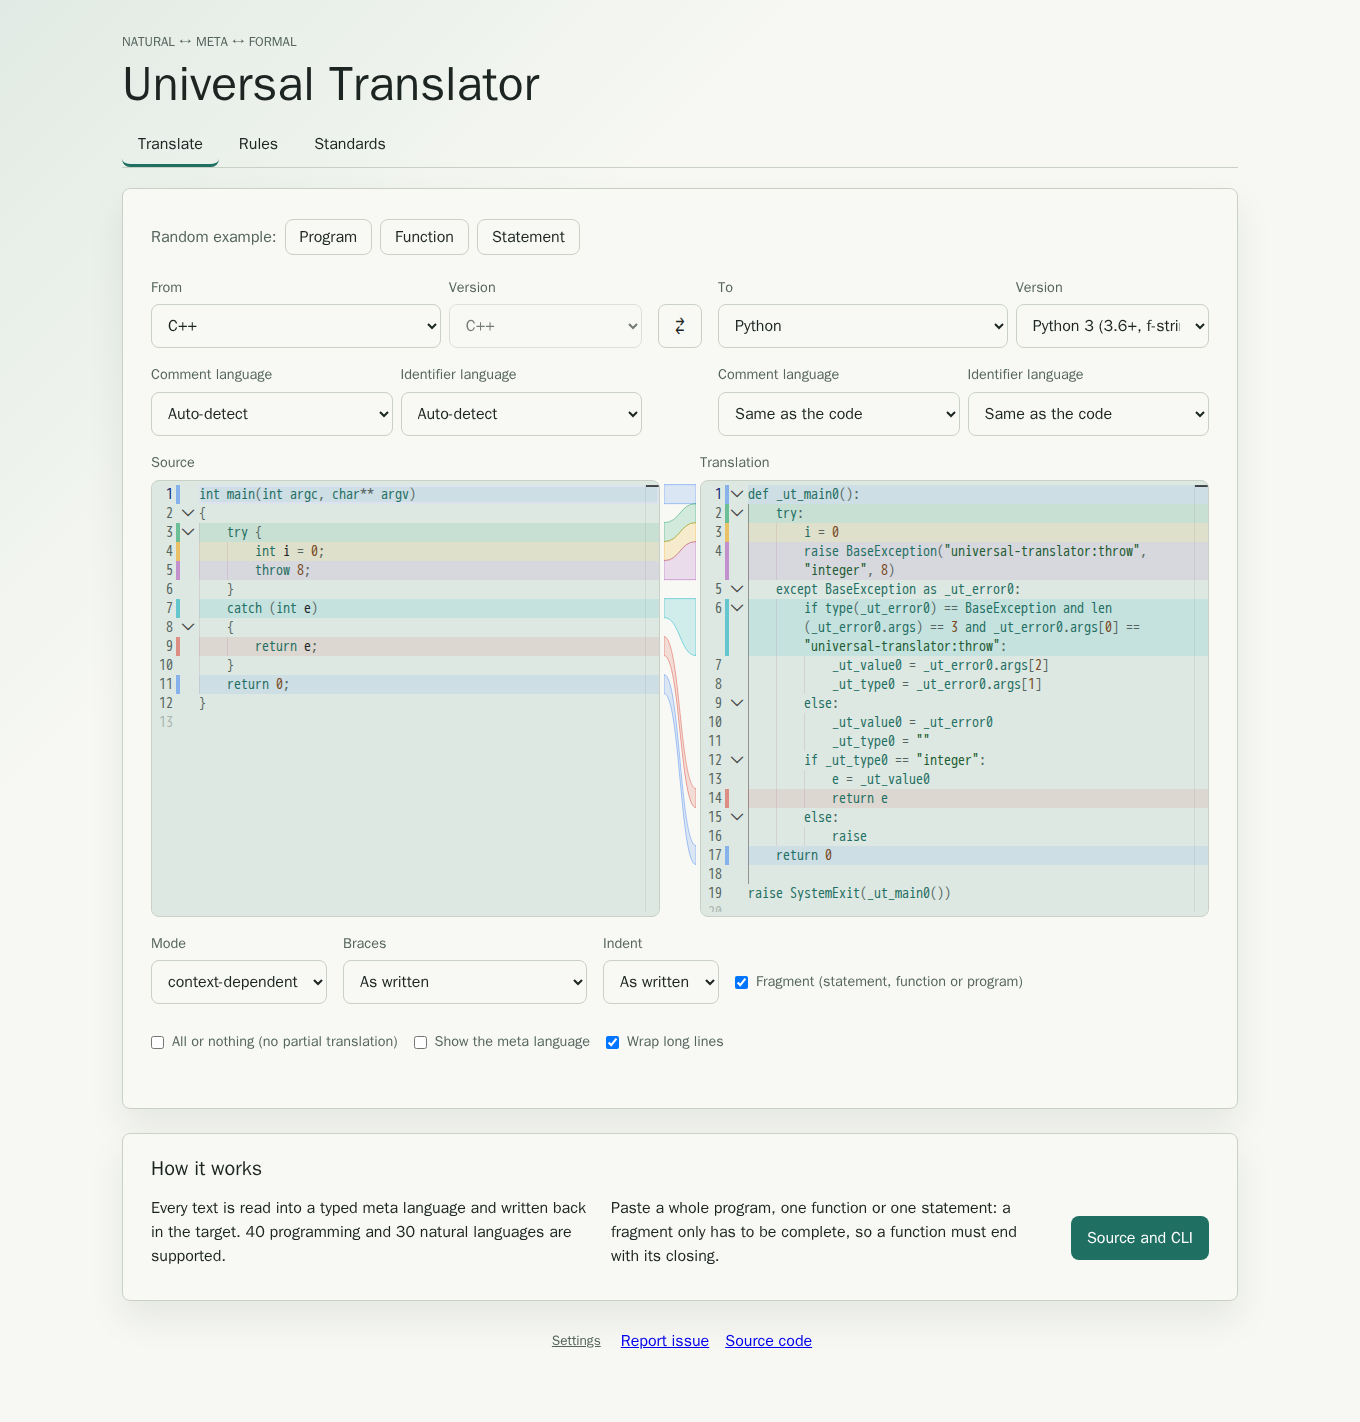 NATURAL ↔ META ↔ FORMAL
Universal Translator
Translate Rules Standards
Random example: Program Function Statement
From Version To Version
C++ C++ Python Python 3 (3.6+, f-stri
Comment language Identifier language Comment language Identifier language
Auto-detect Auto-detect Same as the code Same as the code
Source
1 int main(int argc, char** argv)
2 {
3     try {
4         int i = 0;
5         throw 8;
6     }
7     catch (int e)
8     {
9         return e;
10     }
11     return 0;
12 }
13
Translation
1 def _ut_main0():
2     try:
3         i = 0
4         raise BaseException("universal-translator:throw",
        "integer", 8)
5     except BaseException as _ut_error0:
6         if type(_ut_error0) == BaseException and len
        (_ut_error0.args) == 3 and _ut_error0.args[0] ==
        "universal-translator:throw":
7             _ut_value0 = _ut_error0.args[2]
8             _ut_type0 = _ut_error0.args[1]
9         else:
10             _ut_value0 = _ut_error0
11             _ut_type0 = ""
12         if _ut_type0 == "integer":
13             e = _ut_value0
14             return e
15         else:
16             raise
17     return 0
18
19 raise SystemExit(_ut_main0())
20
Mode Braces Indent
context-dependent As written As written Fragment (statement, function or program)
All or nothing (no partial translation) Show the meta language Wrap long lines
How it works
Every text is read into a typed meta language and written back
in the target. 40 programming and 30 natural languages are
supported.
Paste a whole program, one function or one statement: a
fragment only has to be complete, so a function must end
with its closing.
Source and CLI
Settings Report issue Source code